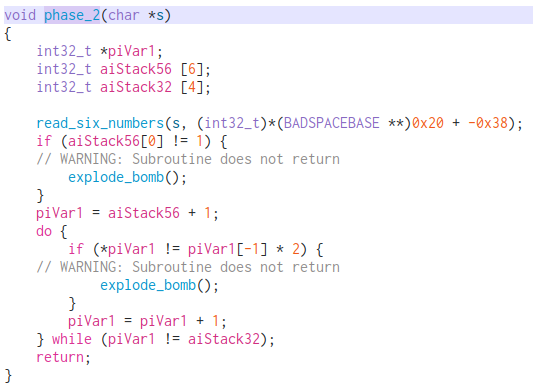 void phase_2(char *s)
{
    int32_t *piVar1;
    int32_t aiStack56 [6];
    int32_t aiStack32 [4];

    read_six_numbers(s, (int32_t)*(BADSPACEBASE **)0x20 + -0x38);
    if (aiStack56[0] != 1) {
    // WARNING: Subroutine does not return
        explode_bomb();
    }
    piVar1 = aiStack56 + 1;
    do {
        if (*piVar1 != piVar1[-1] * 2) {
    // WARNING: Subroutine does not return
            explode_bomb();
        }
        piVar1 = piVar1 + 1;
    } while (piVar1 != aiStack32);
    return;
}